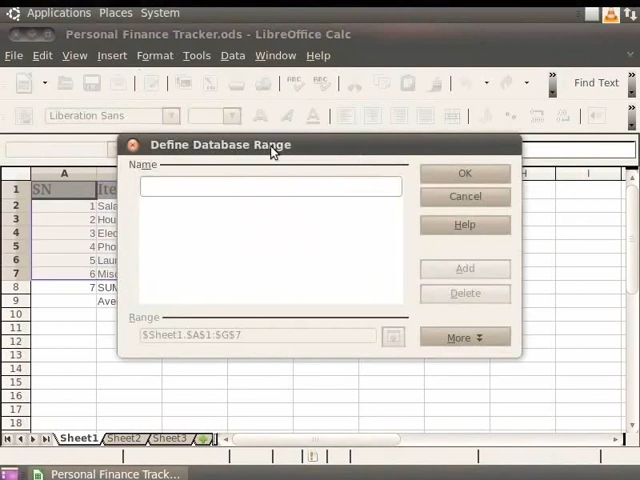 Applications Places System
Personal Finance Tracker.ods - LibreOffice Calc
File Edit View Insert Format Tools Data Window Help
Find Text
Liberation Sans
Define Database Range
Name
OK
Cancel
Help
Add
Delete
Range
$Sheet1.$A$1:$G$7
More
A H I
1 SN Ite
2 1 Sala
3 2 Hou
4 3 Elec
5 4 Pho
6 5 Laun
7 6 Misc
8 7 SUM
9 Ave
10
11
12
13
14
15
16
17
18
Sheet1 Sheet2 Sheet3
Personal Finance Track...